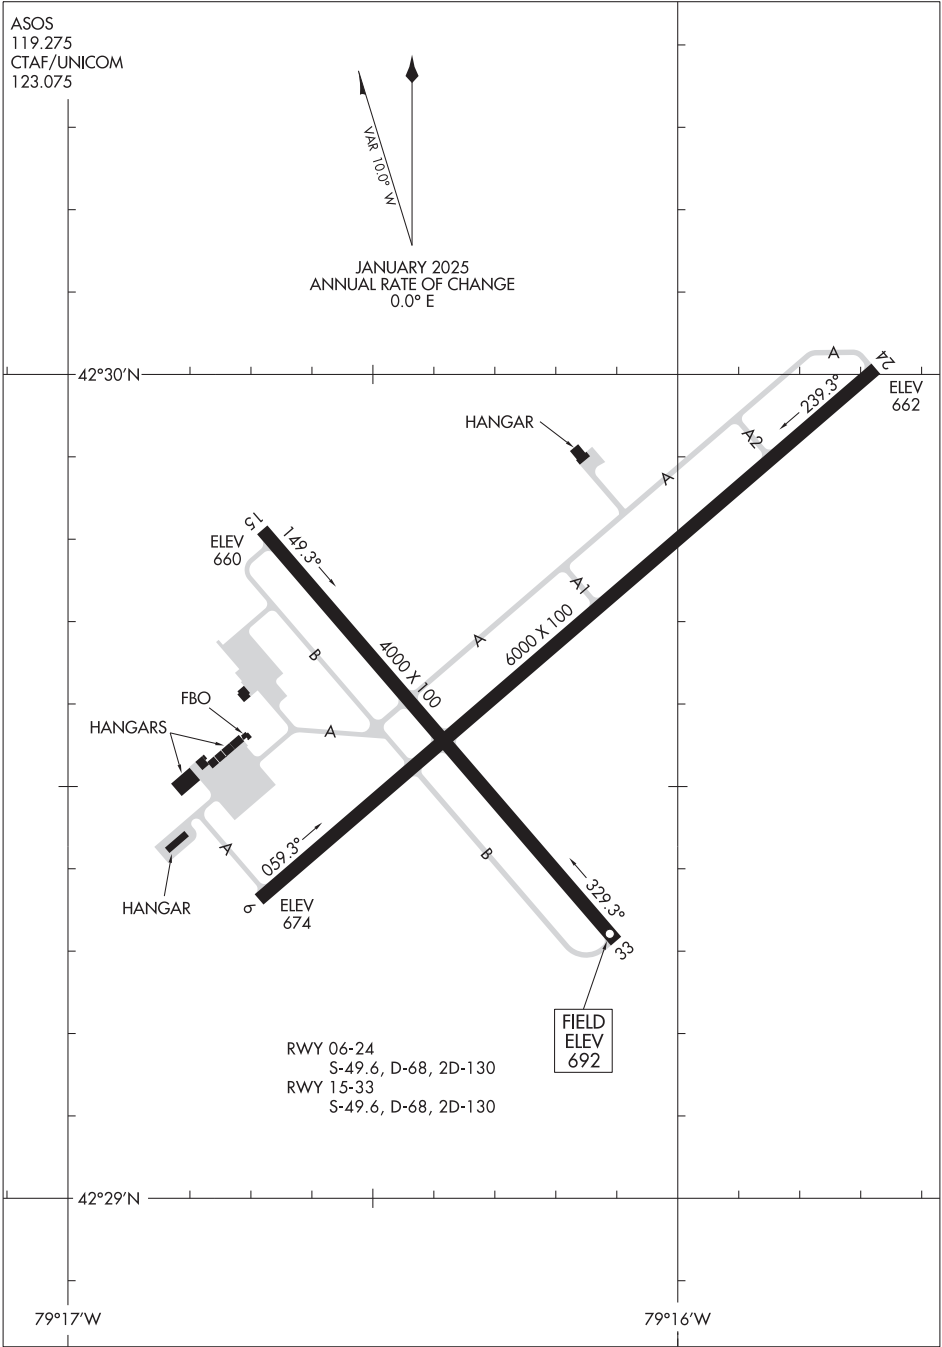 ASOS
119.275
CTAF/UNICOM
123.075
VAR 10.0° W
JANUARY 2025
ANNUAL RATE OF CHANGE
0.0° E
42°30'N
A
24
ELEV
662
239.3°
A2
HANGAR
A
15
ELEV
660
149.3°
A1
6000 X 100
A
4000 X 100
B
FBO
HANGARS
A
B
A
059.3°
HANGAR
9
ELEV
674
329.3°
33
FIELD
ELEV
692
RWY 06-24
S-49.6, D-68, 2D-130
RWY 15-33
S-49.6, D-68, 2D-130
42°29'N
79°17'W
79°16'W